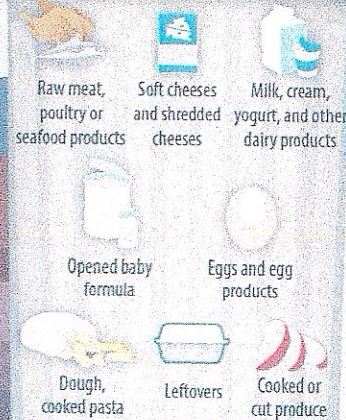 Raw meat,
poultry or
seafood products
Soft cheeses
and shredded
cheeses
Milk, cream,
yogurt, and other
dairy products
Opened baby
formula
Eggs and egg
products
Dough,
cooked pasta
Leftovers
Cooked or
cut produce